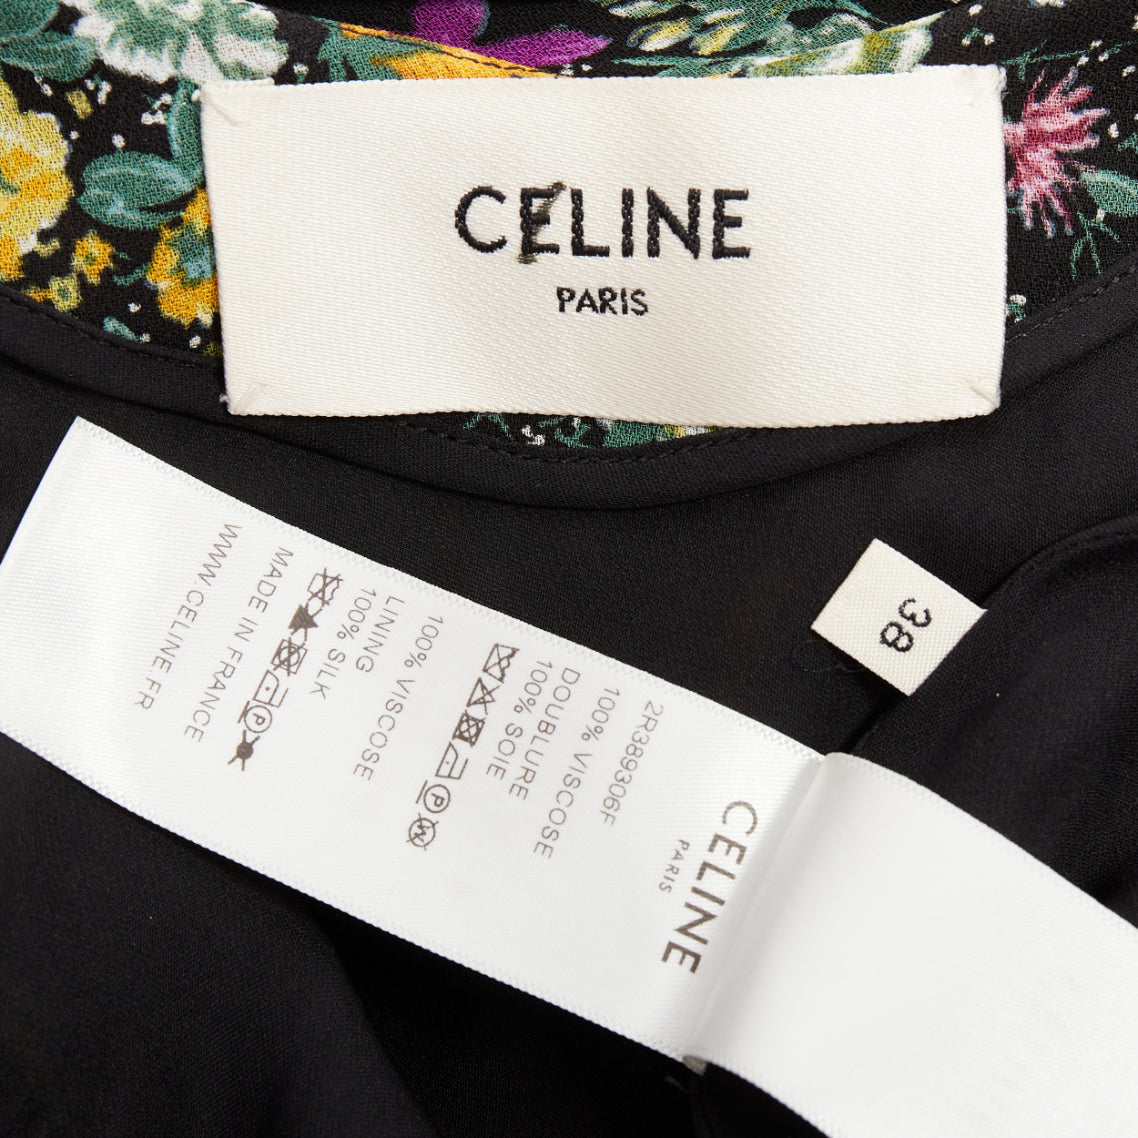 CELINE
PARIS
38
CELINE
PARIS
2R389306F
100% VISCOSE
DOUBLURE
100% SOIE
100% VISCOSE
LINING
100% SILK
MADE IN FRANCE
WWW.CELINE.FR